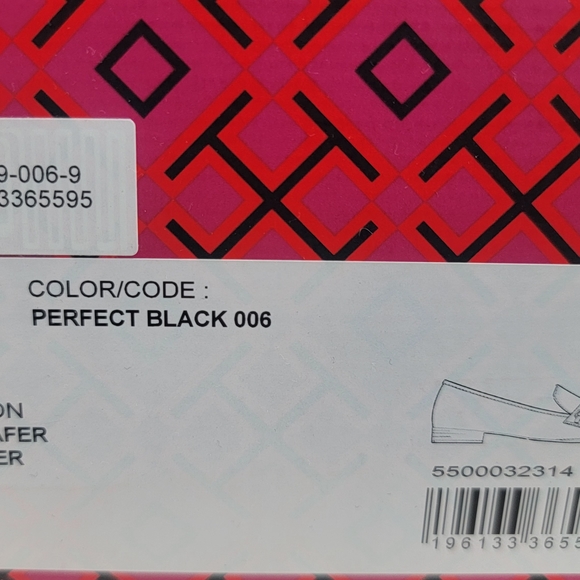 9-006-9
3365595
COLOR/CODE :
PERFECT BLACK 006
ON
AFER
ER
5500032314
196133 3655